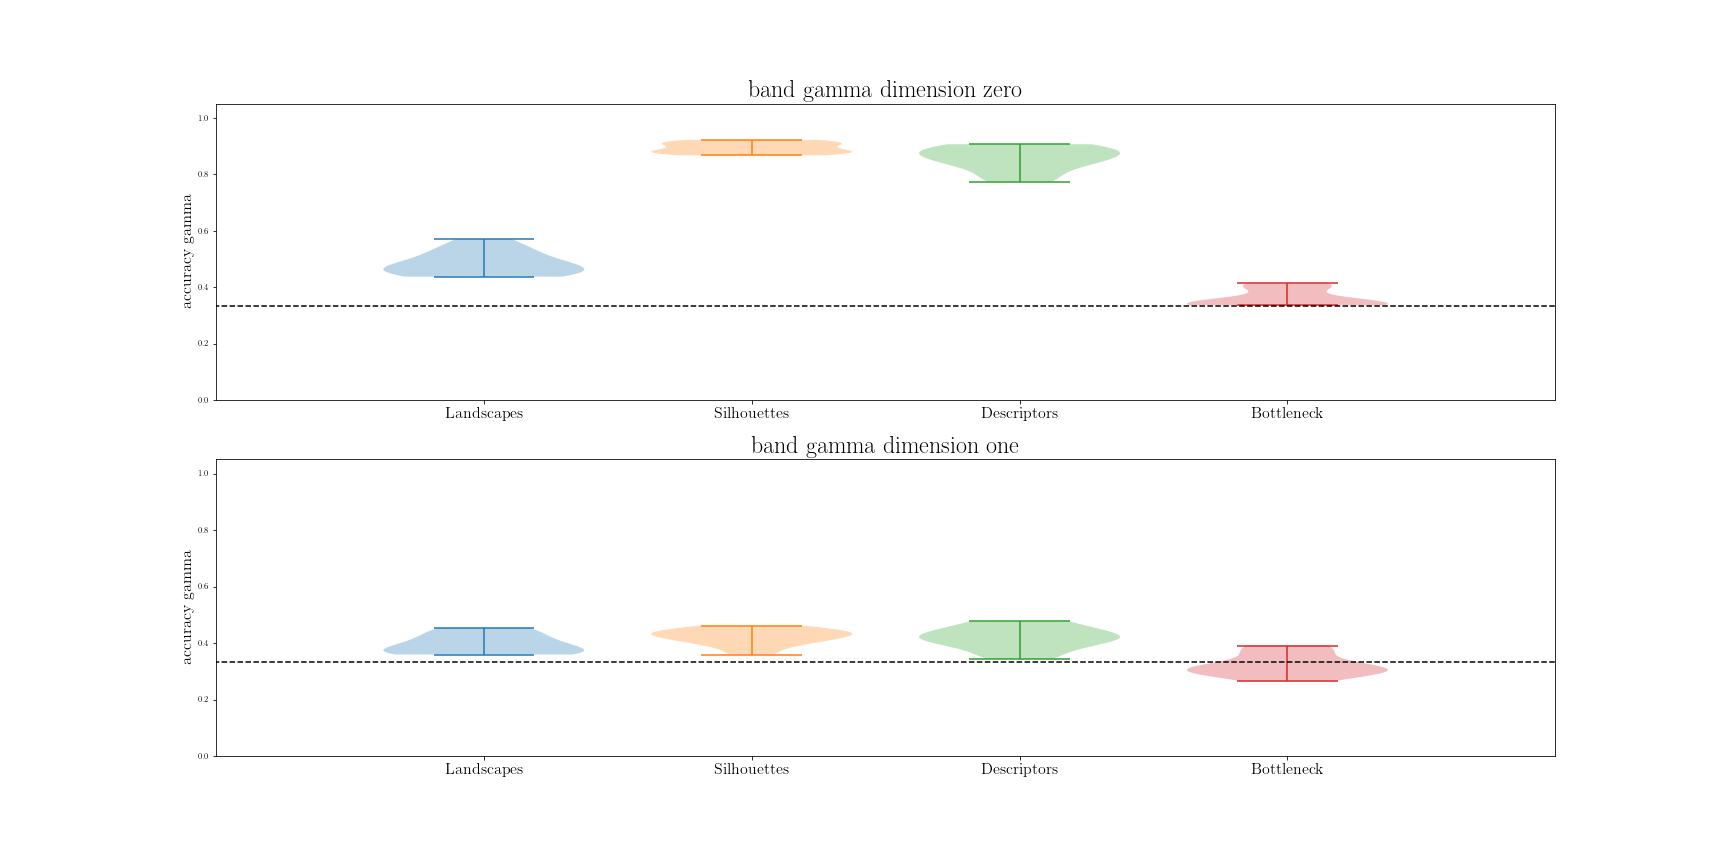 band gamma dimension zero
accuracy gamma
1.0
0.8
0.6
0.4
0.2
0.0
Landscapes Silhouettes Descriptors Bottleneck
band gamma dimension one
accuracy gamma
1.0
0.8
0.6
0.4
0.2
0.0
Landscapes Silhouettes Descriptors Bottleneck